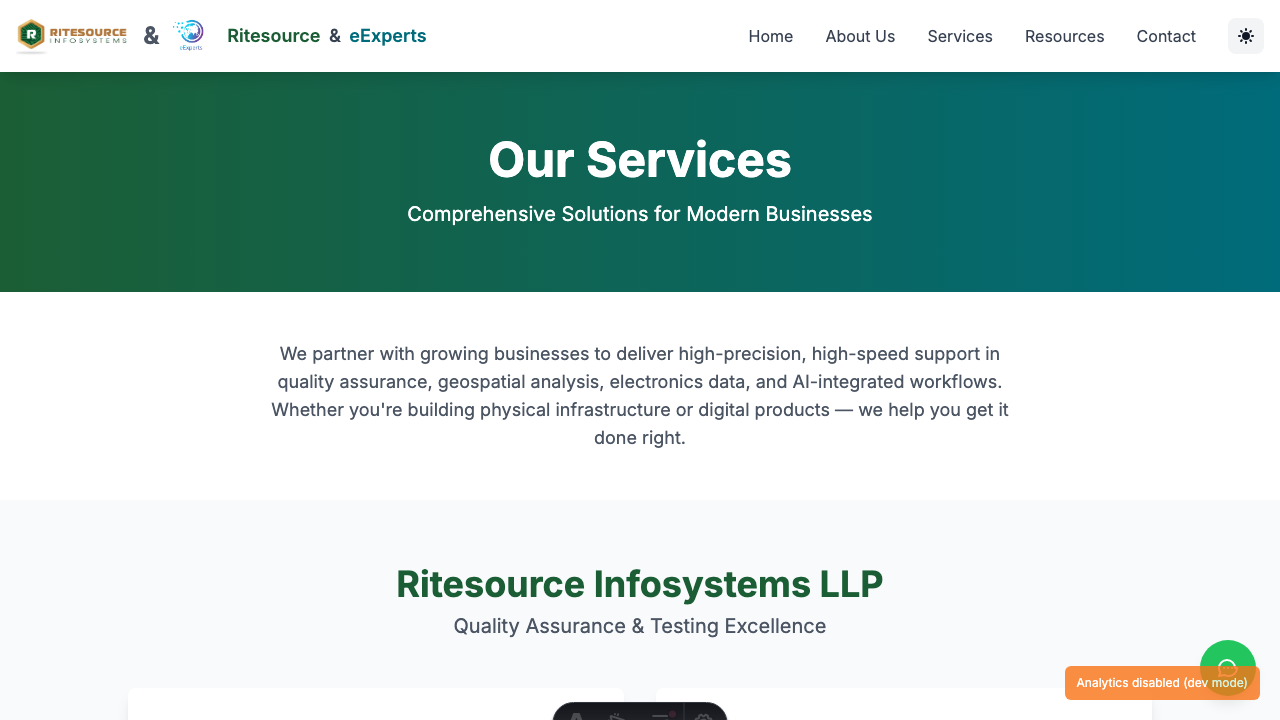 RITESOURCE
INFOSYSTEMS
&
eExperts
Ritesource & eExperts
Home
About Us
Services
Resources
Contact
Our Services
Comprehensive Solutions for Modern Businesses
We partner with growing businesses to deliver high-precision, high-speed support in
quality assurance, geospatial analysis, electronics data, and AI-integrated workflows.
Whether you're building physical infrastructure or digital products — we help you get it
done right.
Ritesource Infosystems LLP
Quality Assurance & Testing Excellence
Analytics disabled (dev mode)